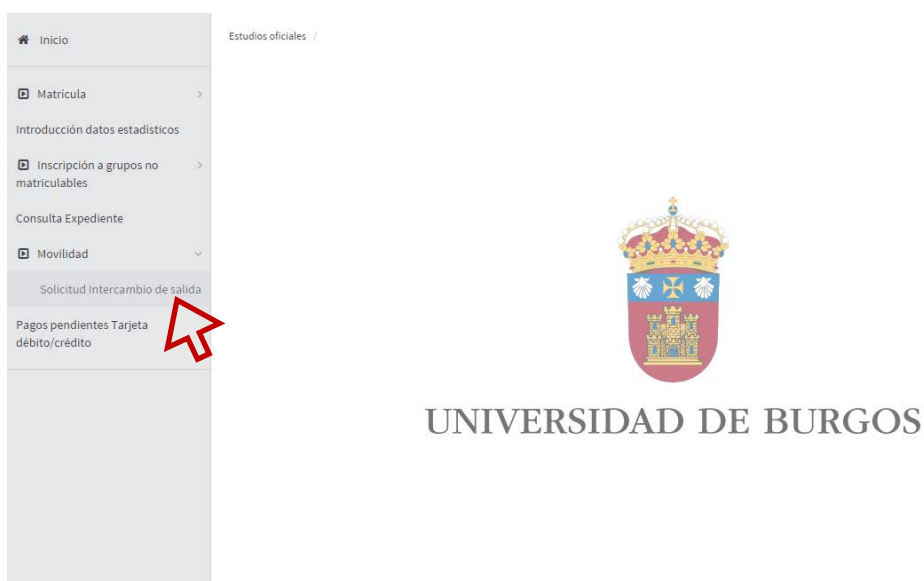 Inicio
Estudios oficiales /
Matrícula
Introducción datos estadísticos
Inscripción a grupos no
matriculables
Consulta Expediente
Movilidad
Solicitud Intercambio de salida
Pagos pendientes Tarjeta
débito/crédito
UNIVERSIDAD DE BURGOS